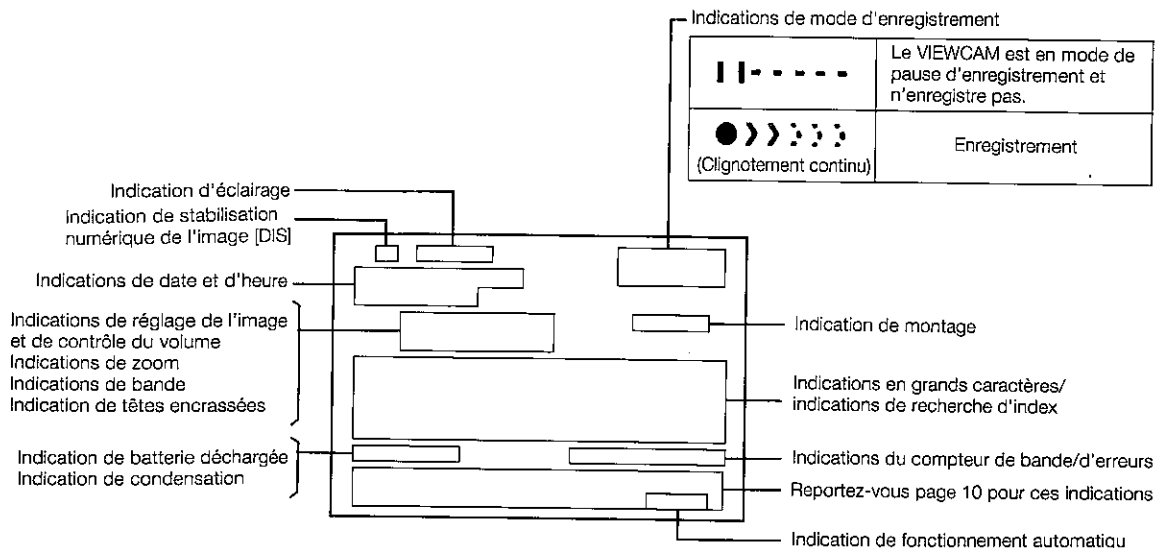 Indications de mode d'enregistrement
Le VIEWCAM est en mode de
pause d'enregistrement et
n'enregistre pas.
(Clignotement continu)
Enregistrement
Indication d'éclairage
Indication de stabilisation
numérique de l'image [DIS]
Indications de date et d'heure
Indications de réglage de l'image
et de contrôle du volume
Indications de zoom
Indications de bande
Indication de têtes encrassées
Indication de montage
Indications en grands caractères/
indications de recherche d'index
Indication de batterie déchargée
Indication de condensation
Indications du compteur de bande/d'erreurs
Reportez-vous page 10 pour ces indications
Indication de fonctionnement automatiqu